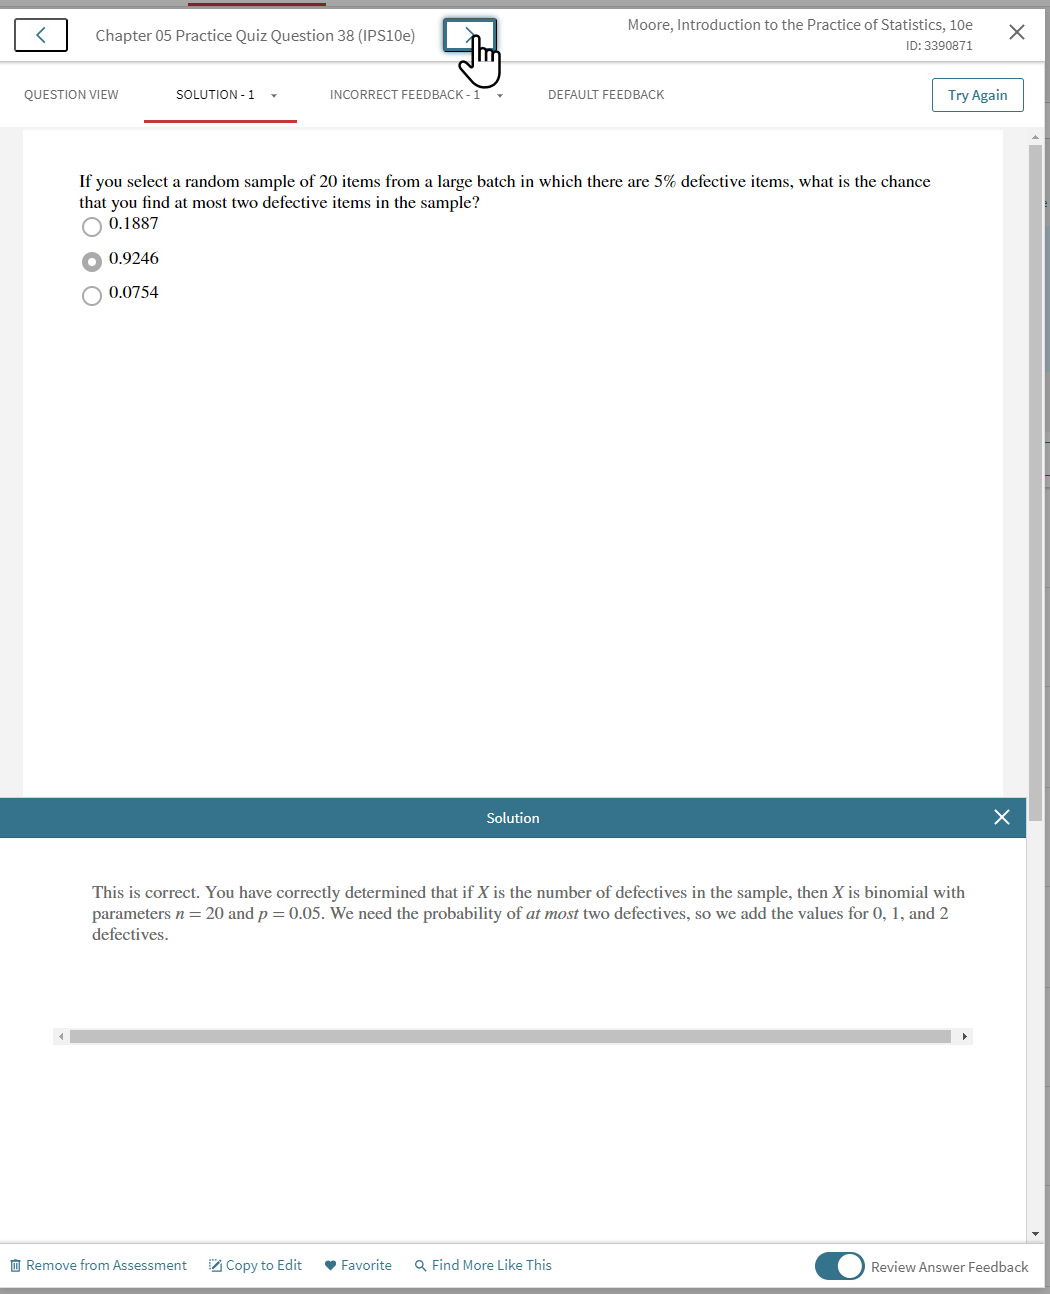 Chapter 05 Practice Quiz Question 38 (IPS10e)
Moore, Introduction to the Practice of Statistics, 10e
ID: 3390871
QUESTION VIEW
SOLUTION - 1
INCORRECT FEEDBACK - 1
DEFAULT FEEDBACK
Try Again
If you select a random sample of 20 items from a large batch in which there are 5% defective items, what is the chance
that you find at most two defective items in the sample?
0.1887
0.9246
0.0754
Solution
This is correct. You have correctly determined that if X is the number of defectives in the sample, then X is binomial with
parameters n = 20 and p = 0.05. We need the probability of at most two defectives, so we add the values for 0, 1, and 2
defectives.
Remove from Assessment
Copy to Edit
Favorite
Find More Like This
Review Answer Feedback